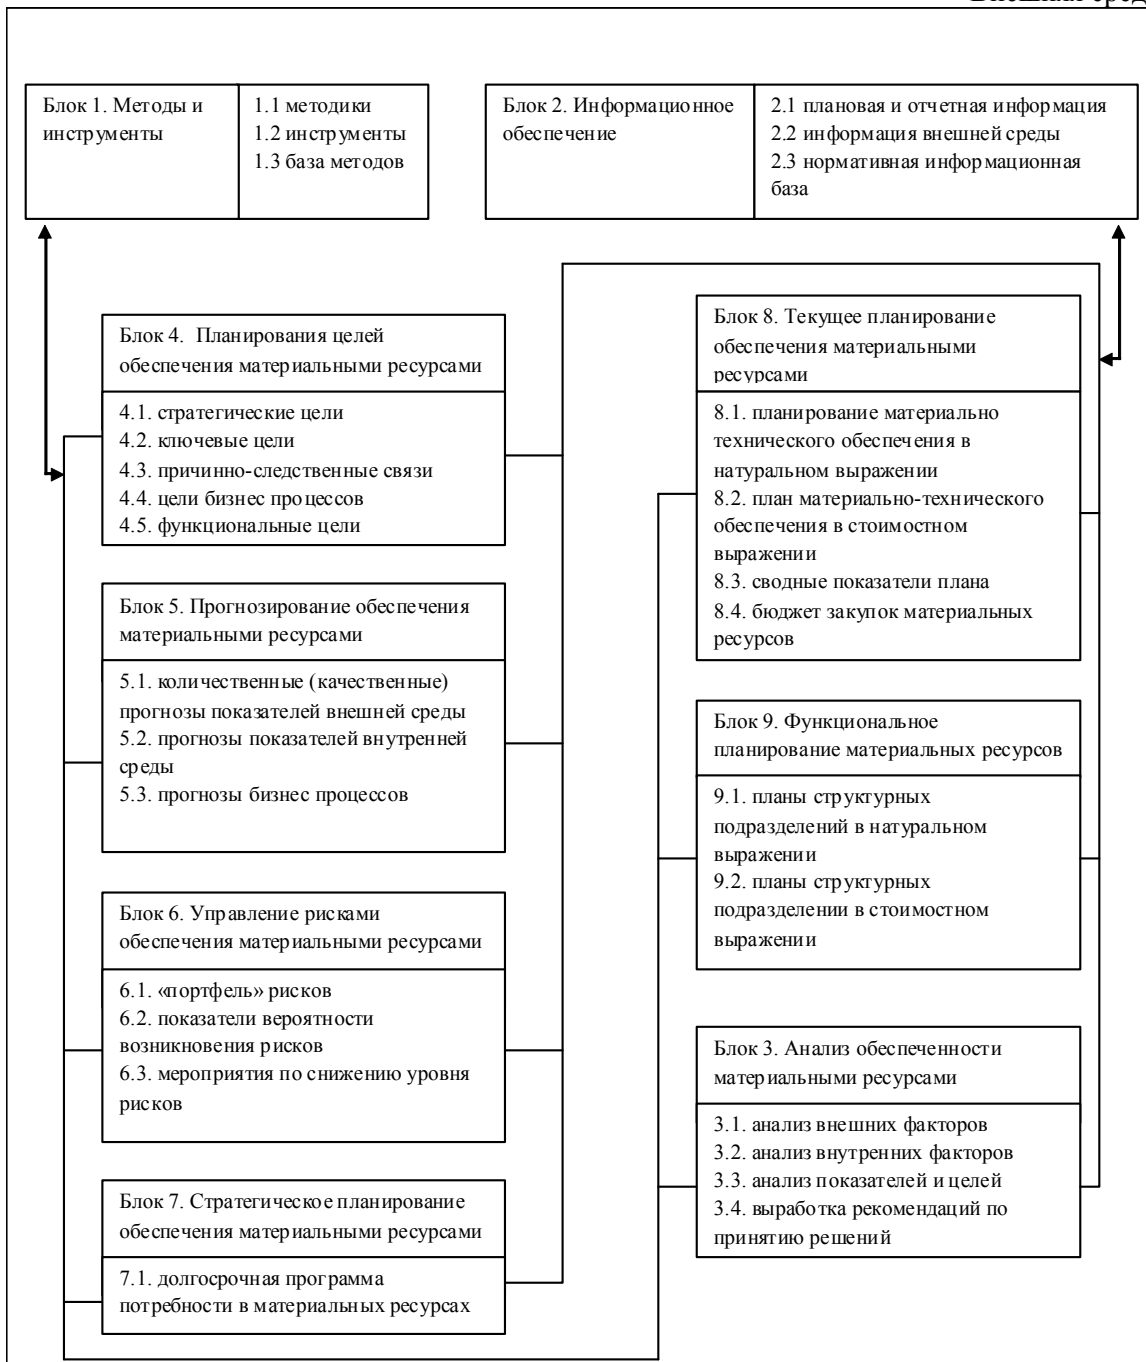 Блок 1. Методы и
инструменты
1.1 методики
1.2 инструменты
1.3 база методов
Блок 2. Информационное
обеспечение
2.1 плановая и отчетная информация
2.2 информация внешней среды
2.3 нормативная информационная
база
Блок 4. Планирования целей
обеспечения материальными ресурсами
4.1. стратегические цели
4.2. ключевые цели
4.3. причинно-следственные связи
4.4. цели бизнес процессов
4.5. функциональные цели
Блок 5. Прогнозирование обеспечения
материальными ресурсами
5.1. количественные (качественные)
прогнозы показателей внешней среды
5.2. прогнозы показателей внутренней
среды
5.3. прогнозы бизнес процессов
Блок 6. Управление рисками
обеспечения материальными ресурсами
6.1. «портфель» рисков
6.2. показатели вероятности
возникновения рисков
6.3. мероприятия по снижению уровня
рисков
Блок 7. Стратегическое планирование
обеспечения материальными ресурсами
7.1. долгосрочная программа
потребности в материальных ресурсах
Блок 8. Текущее планирование
обеспечения материальными
ресурсами
8.1. планирование материально
технического обеспечения в
натуральном выражении
8.2. план материально-технического
обеспечения в стоимостном
выражении
8.3. сводные показатели плана
8.4. бюджет закупок материальных
ресурсов
Блок 9. Функциональное
планирование материальных ресурсов
9.1. планы структурных
подразделений в натуральном
выражении
9.2. планы структурных
подразделении в стоимостном
выражении
Блок 3. Анализ обеспеченности
материальными ресурсами
3.1. анализ внешних факторов
3.2. анализ внутренних факторов
3.3. анализ показателей и целей
3.4. выработка рекомендаций по
принятию решений